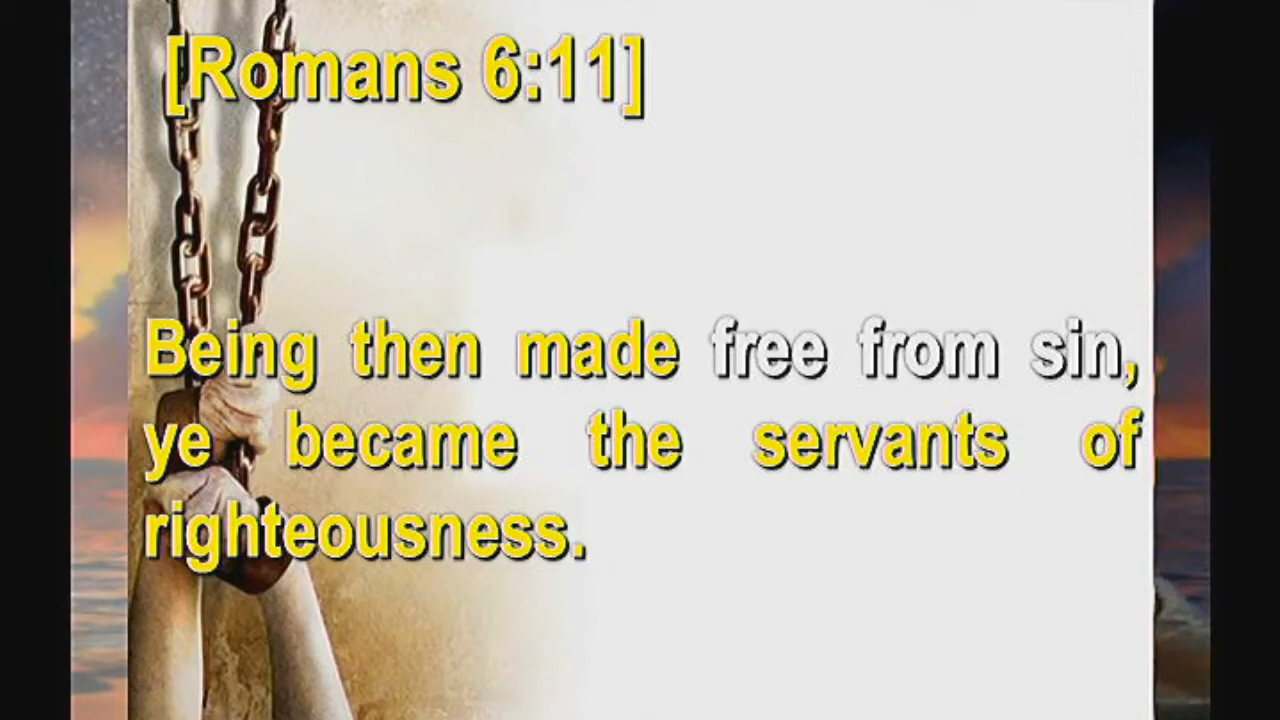 [Romans 6:11]
Being then made free from sin,
ye became the servants of
righteousness.